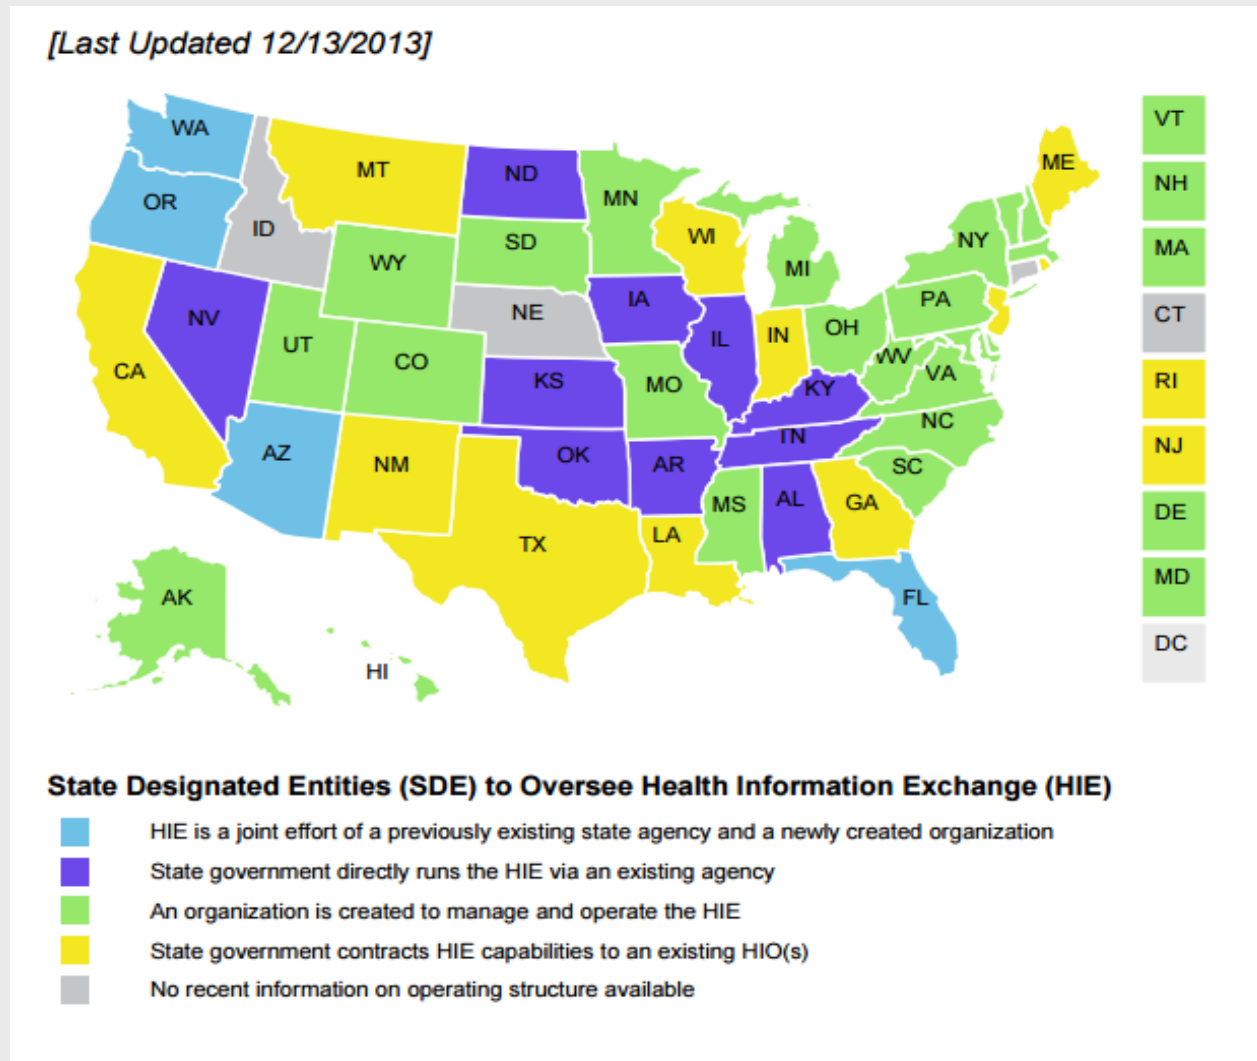 [Last Updated 12/13/2013]
WA
MT
ND
MN
ME
VT
OR
ID
SD
WI
NY
NH
WY
MI
MA
NV
NE
IA
PA
CT
UT
CO
IL
IN
OH
WV
VA
CA
KS
MO
KY
RI
AZ
NM
OK
AR
TN
NC
SC
NJ
TX
LA
MS
AL
GA
DE
AK
FL
MD
HI
DC
State Designated Entities (SDE) to Oversee Health Information Exchange (HIE)
HIE is a joint effort of a previously existing state agency and a newly created organization
State government directly runs the HIE via an existing agency
An organization is created to manage and operate the HIE
State government contracts HIE capabilities to an existing HIO(s)
No recent information on operating structure available